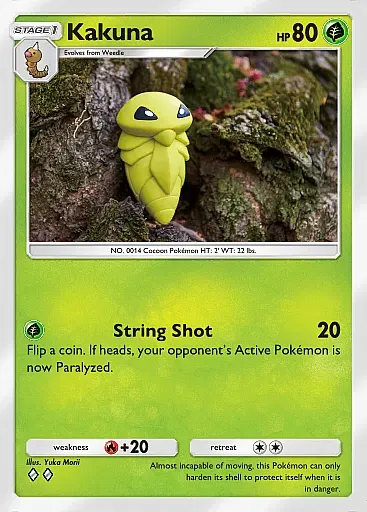 STAGE 1
Kakuna
HP 80
Evolves from Weedle
NO. 0014 Cocoon Pokémon HT: 2' WT: 22 lbs.
String Shot 20
Flip a coin. If heads, your opponent's Active Pokémon is
now Paralyzed.
weakness +20 retreat
Illus. Yuka Morii
Almost incapable of moving, this Pokémon can only
harden its shell to protect itself when it is
in danger.